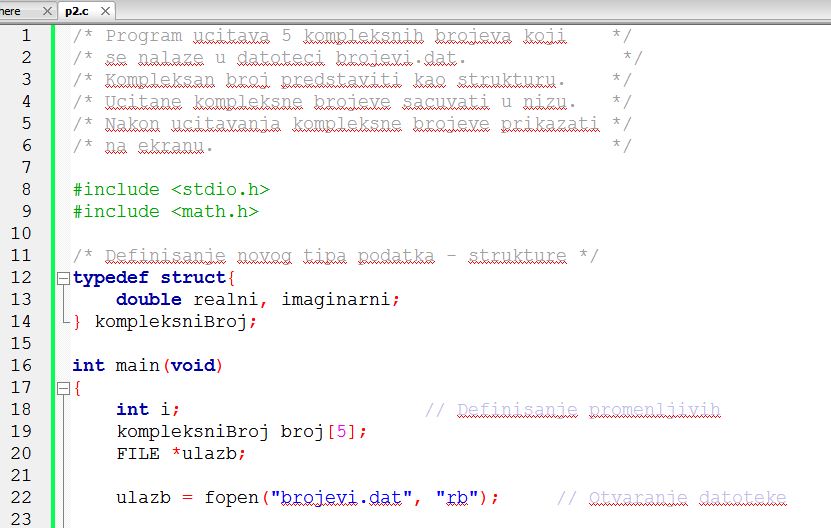 here p2.c
1 /* Program ucitava 5 kompleksnih brojeva koji */
2 /* se nalaze u datoteci brojevi.dat. */
3 /* Kompleksan broj predstaviti kao strukturu. */
4 /* Ucitane kompleksne brojeve sacuvati u nizu. */
5 /* Nakon ucitavanja kompleksne brojeve prikazati */
6 /* na ekranu. */
7
8 #include <stdio.h>
9 #include <math.h>
10
11 /* Definisanje novog tipa podatka - strukture */
12 typedef struct{
13 double realni, imaginarni;
14 } kompleksniBroj;
15
16 int main(void)
17 {
18 int i; // Definisanje promenljivih
19 kompleksniBroj broj[5];
20 FILE *ulazb;
21
22 ulazb = fopen("brojevi.dat", "rb"); // Otvaranje datoteke
23